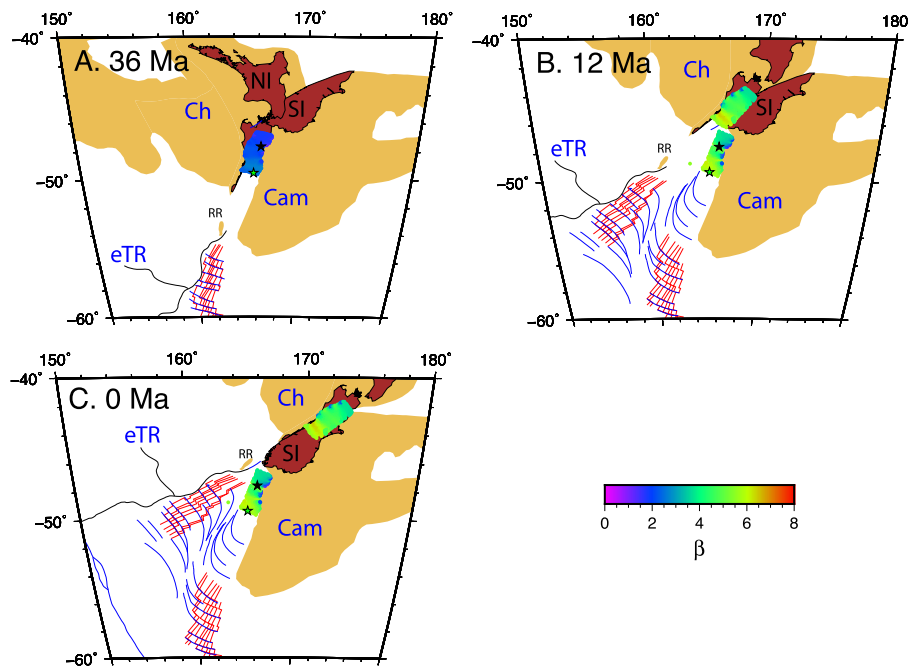 150˚ 160˚ 170˚ 180˚
−40˚
−50˚
−60˚
A. 36 Ma
NI
SI
Ch
Cam
RR
eTR
150˚ 160˚ 170˚ 180˚
−40˚
−50˚
−60˚
B. 12 Ma
Ch
SI
RR
eTR
Cam
150˚ 160˚ 170˚ 180˚
−40˚
−50˚
−60˚
C. 0 Ma
Ch
eTR
RR
SI
Cam
0 2 4 6 8
β